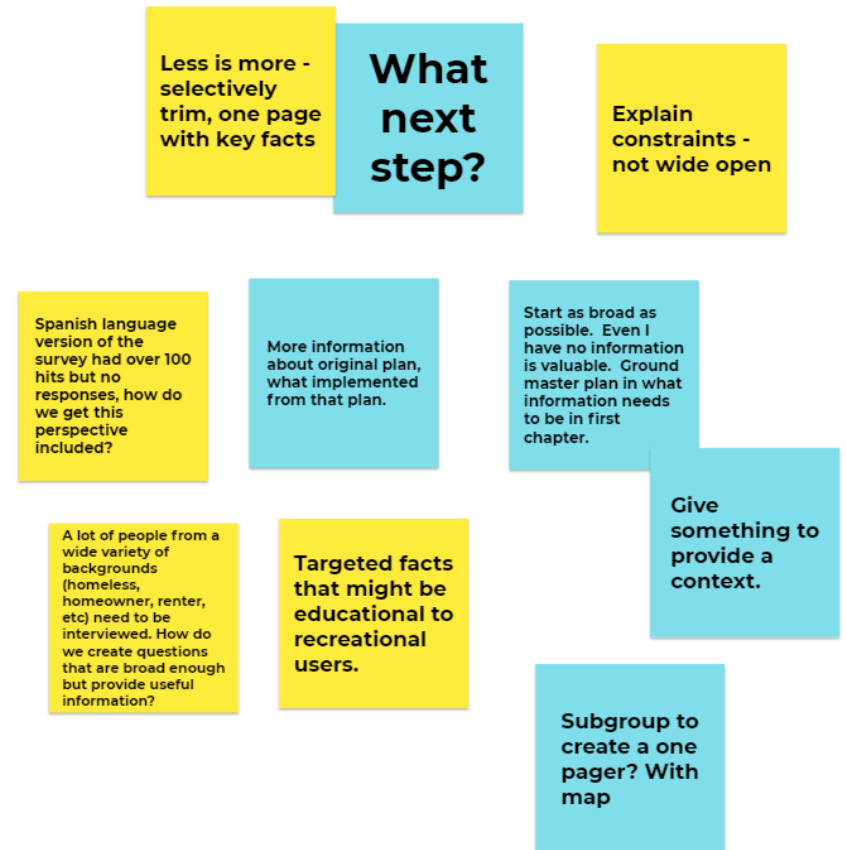 Less is more -
selectively
trim, one page
with key facts
What
next
step?
Explain
constraints -
not wide open
Spanish language
version of the
survey had over 100
hits but no
responses, how do
we get this
perspective
included?
More information
about original plan,
what implemented
from that plan.
Start as broad as
possible. Even I
have no information
is valuable. Ground
master plan in what
information needs
to be in first
chapter.
Give
something to
provide a
context.
A lot of people from a
wide variety of
backgrounds
(homeless,
homeowner, renter,
etc) need to be
interviewed. How do
we create questions
that are broad enough
but provide useful
information?
Targeted facts
that might be
educational to
recreational
users.
Subgroup to
create a one
pager? With
map